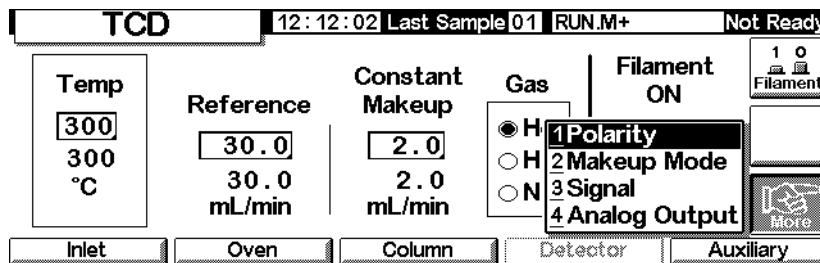 TCD
12:12:02 Last Sample 01 RUN.M+ Not Ready
Temp
300
300
°C
Reference
30.0
30.0
mL/min
Constant
Makeup
2.0
2.0
mL/min
Gas
H
H
N
Filament
ON
1 Polarity
2 Makeup Mode
3 Signal
4 Analog Output
1 0
Filament
More
Inlet Oven Column Detector Auxiliary